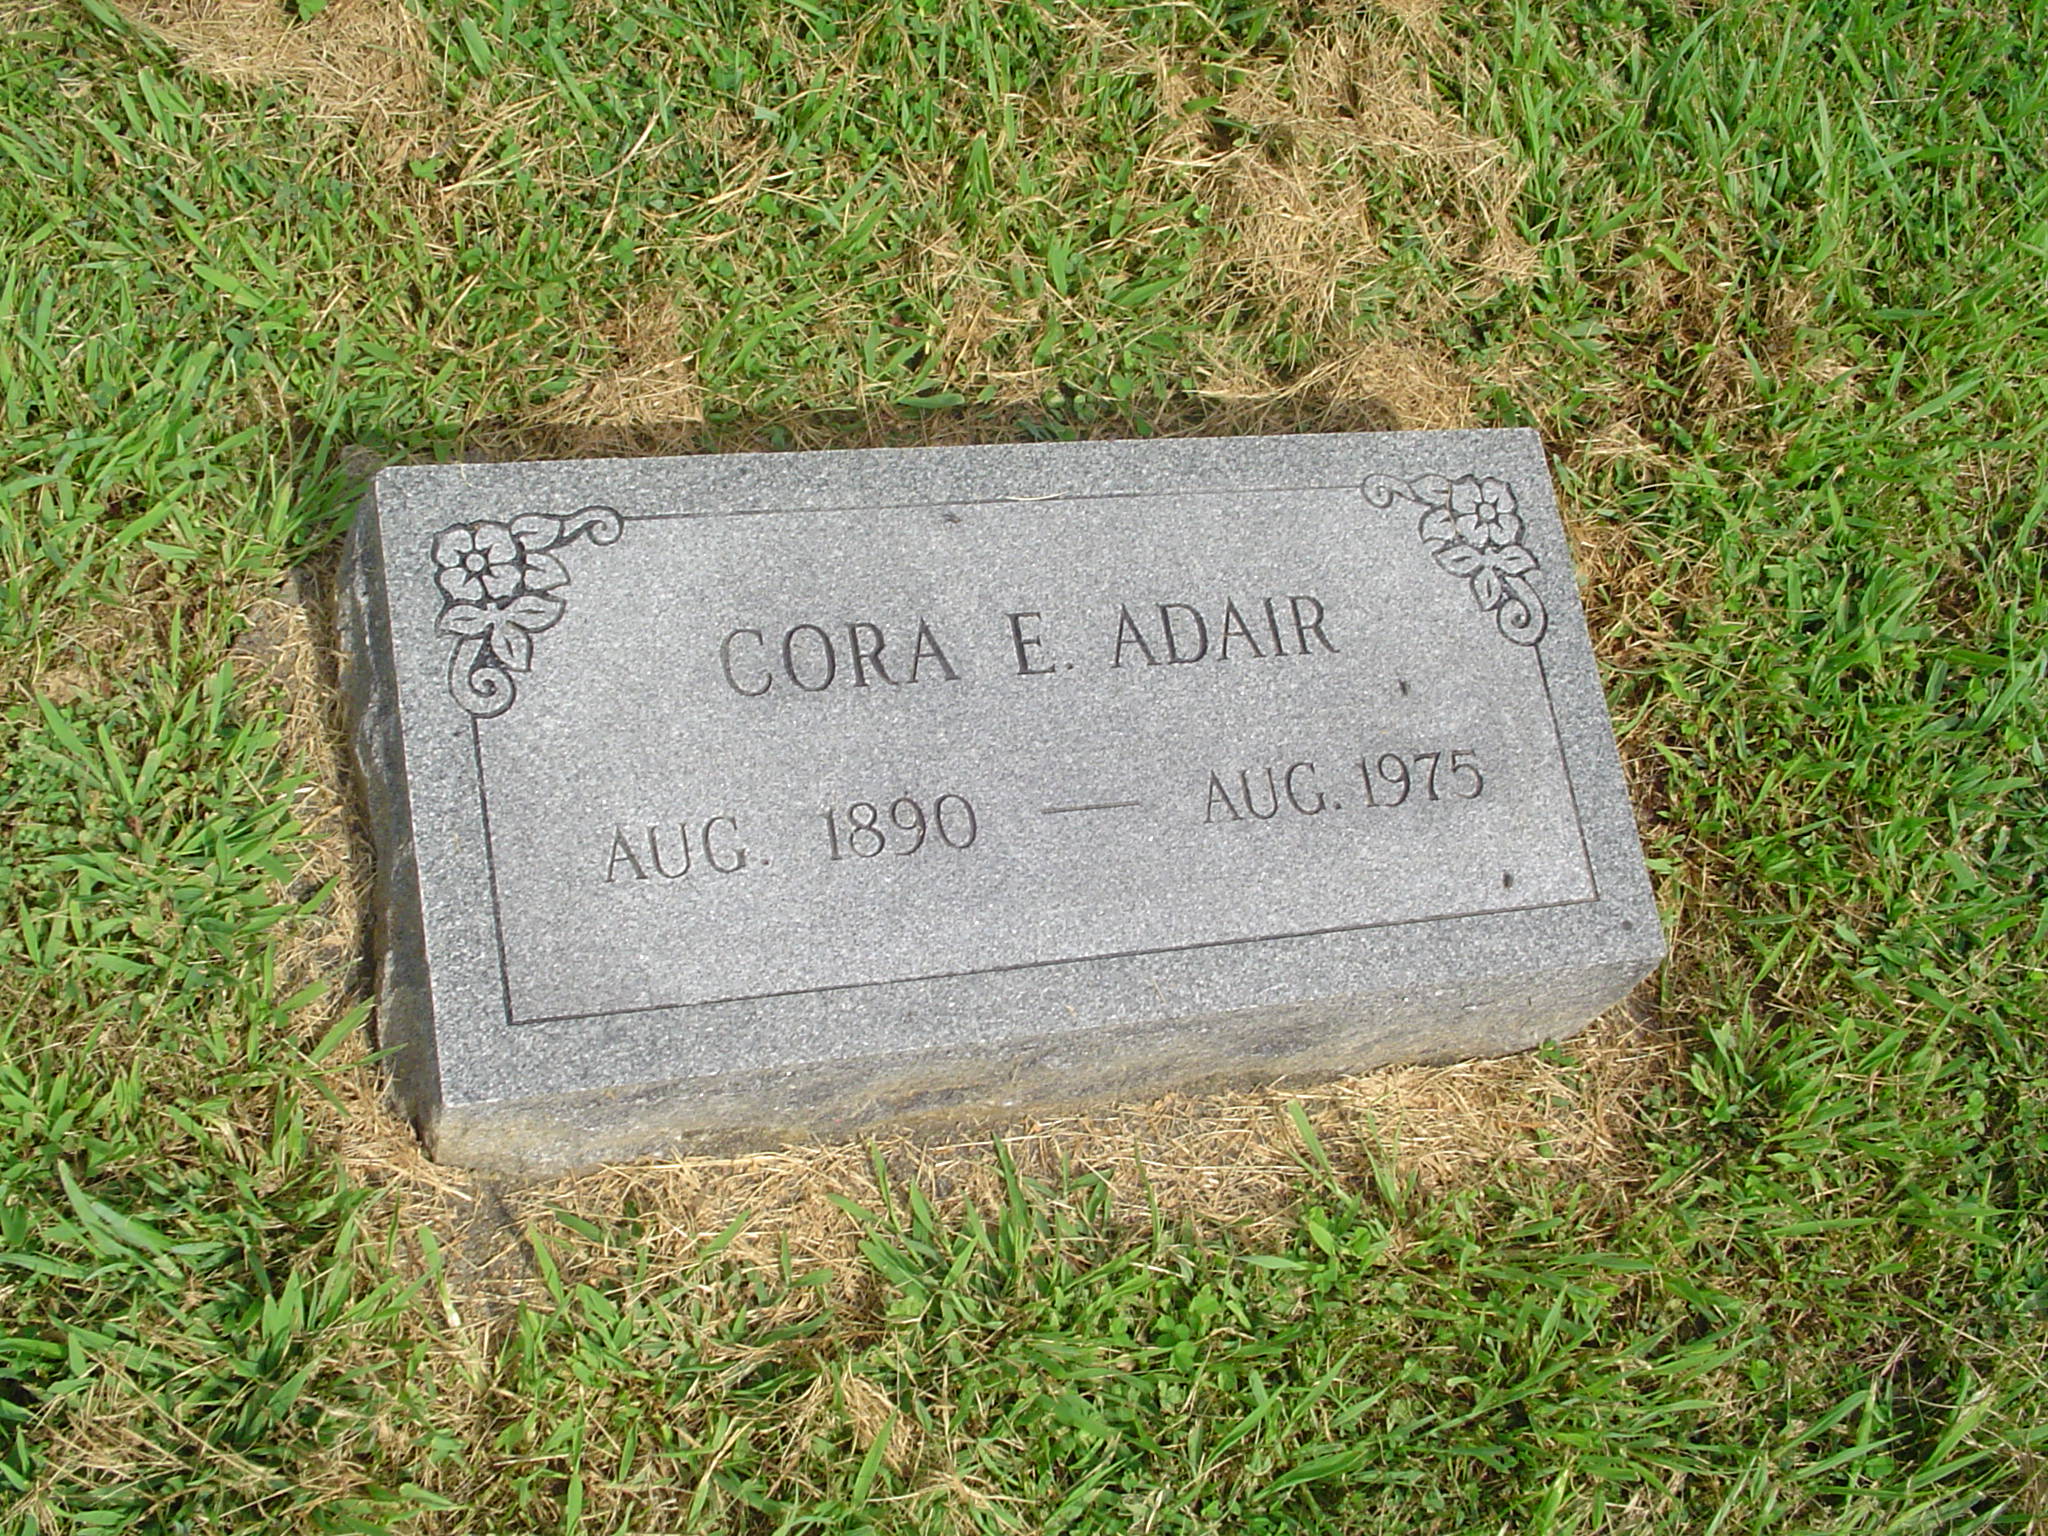 CORA E. ADAIR
AUG. 1890 — AUG. 1975